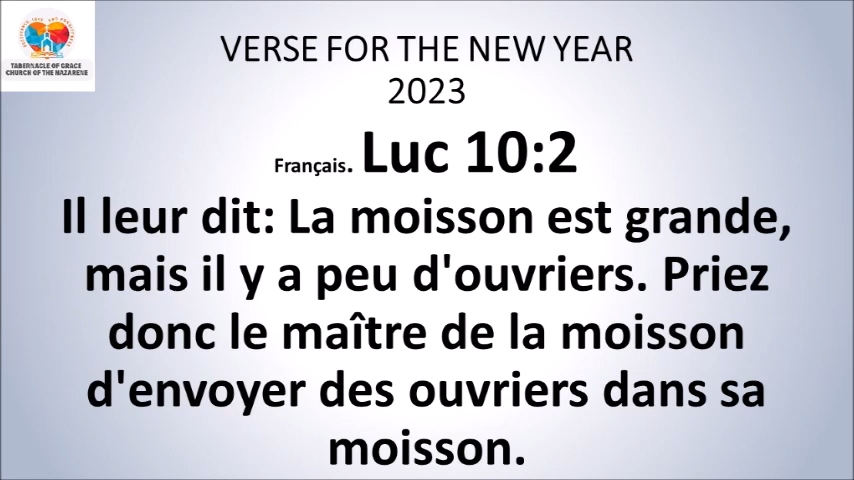 TABERNACLE OF GRACE
CHURCH OF THE NAZARENE
VERSE FOR THE NEW YEAR
2023
Français. Luc 10:2
Il leur dit: La moisson est grande,
mais il y a peu d'ouvriers. Priez
donc le maître de la moisson
d'envoyer des ouvriers dans sa
moisson.